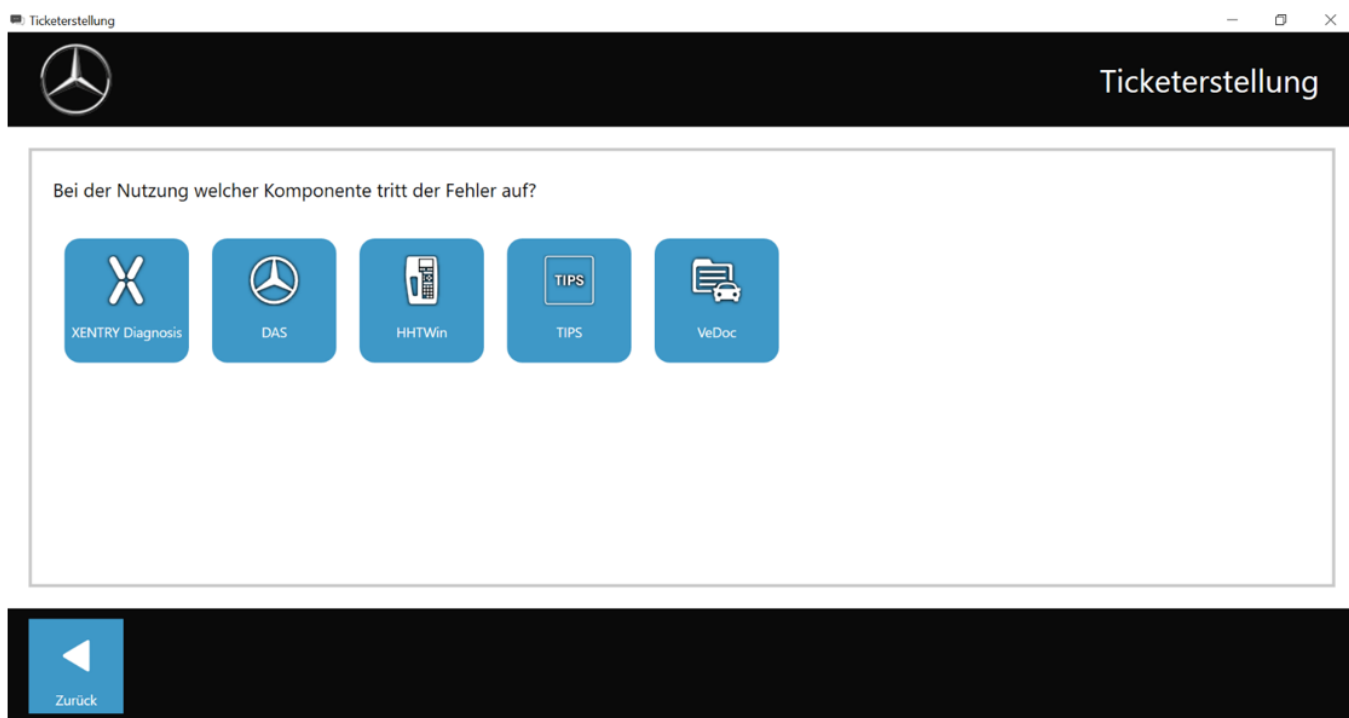 Ticketerstellung
Ticketerstellung
Bei der Nutzung welcher Komponente tritt der Fehler auf?
XENTRY Diagnosis
DAS
HHTWin
TIPS
TIPS
VeDoc
Zurück